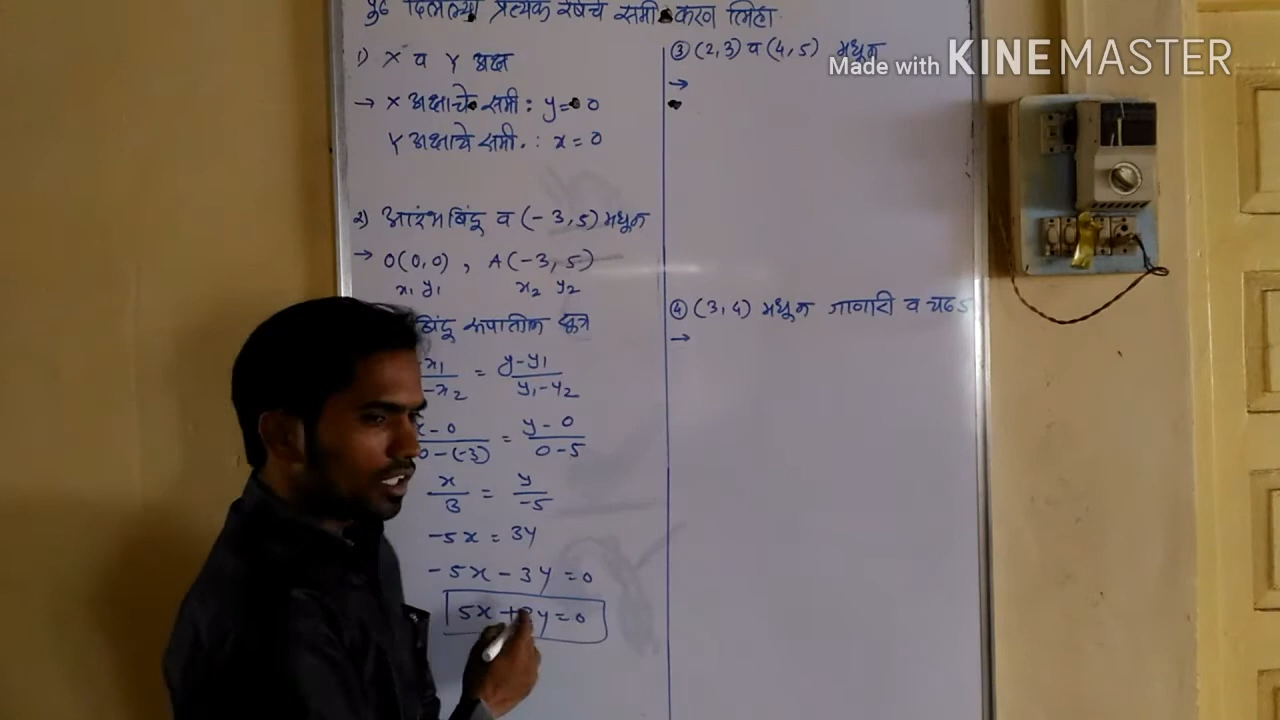 पुढे दिलेल्या प्रत्येक रेषेचे समीकरण लिहा
1) X व Y अक्ष
→ X अक्षाचे समी : y = 0
Y अक्षाचे समी. : x = 0
2) आरंभबिंदू व (-3,5) मधून
→ O(0,0) , A(-3, 5)
x₁ y₁ x₂ y₂
बिंदू रूपातील सूत्र
-x₁/-x₂ = y-y₁/y₁-y₂
x-0/0-(-3) = y-0/0-5
x/3 = y/-5
-5x = 3y
-5x - 3y = 0
5x + 3y = 0
③ (2,3) व (4,5) मधून
→
④ (3,4) मधून जाणारी व चढ 5
→
Made with KINEMASTER